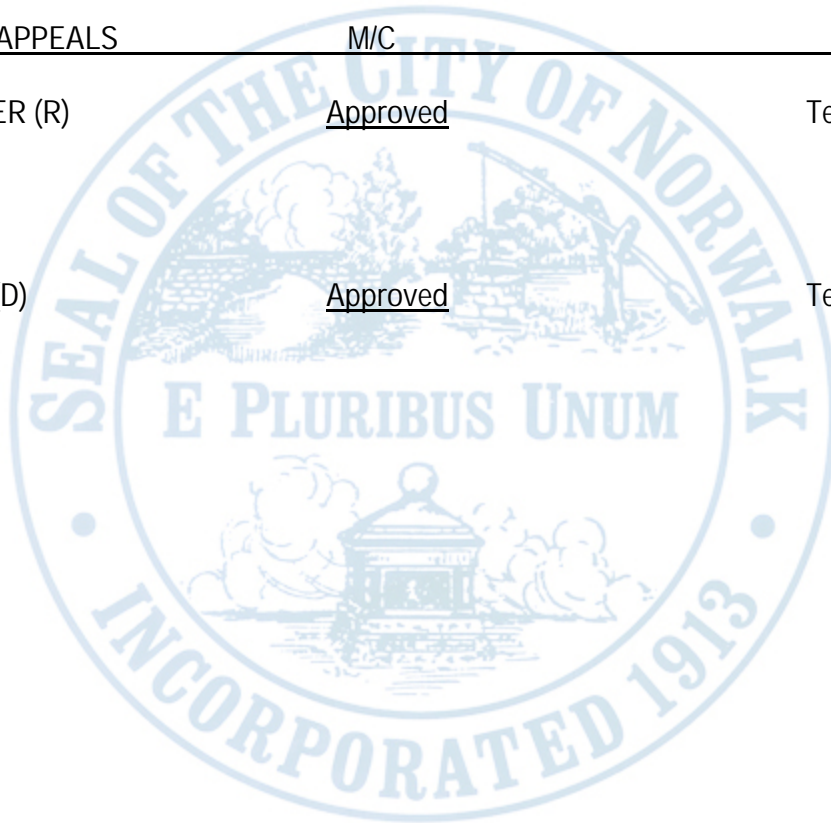 APPEALS M/C
ER (R) Approved Te
D) Approved Te
SEAL OF THE CITY OF NORWALK
E PLURIBUS UNUM
INCORPORATED 1913